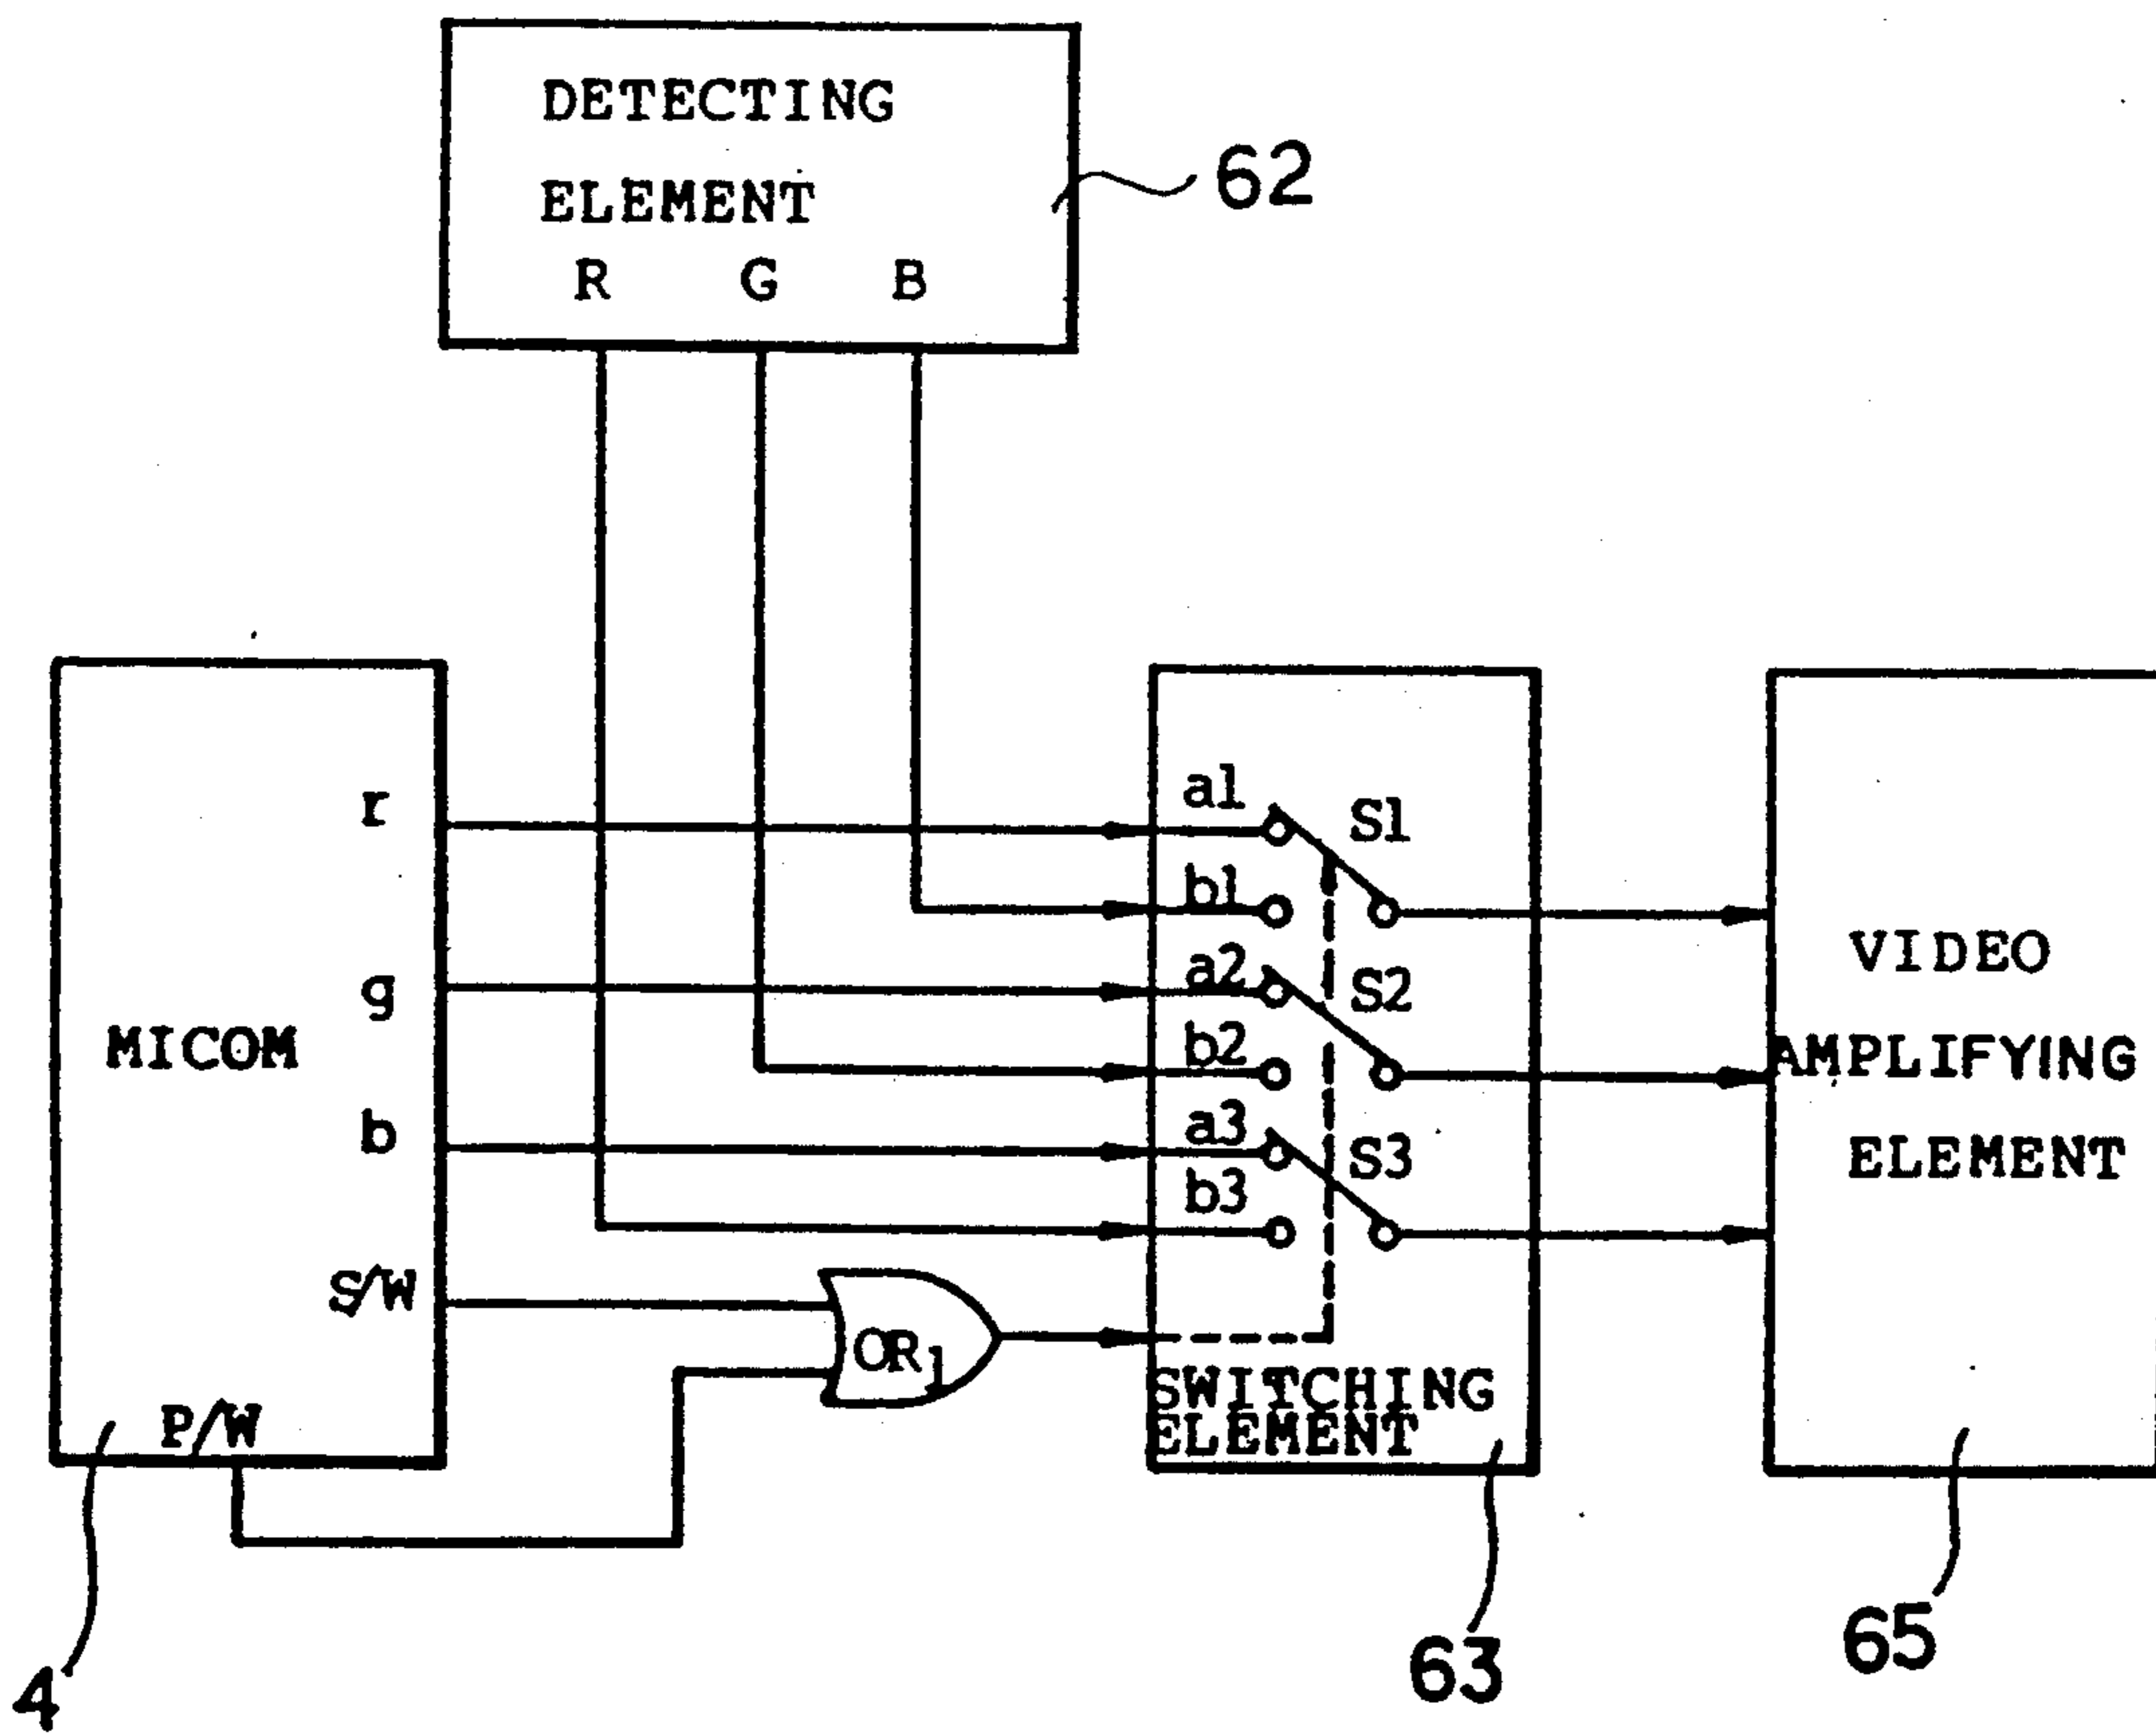 DETECTING
ELEMENT
R G B
62
r
g
MICOM
b
S/W
P/W
4
OR1
a1 S1
b1
a2 S2
b2
a3 S3
b3
SWITCHING
ELEMENT
63
VIDEO
AMPLIFYING
ELEMENT
65